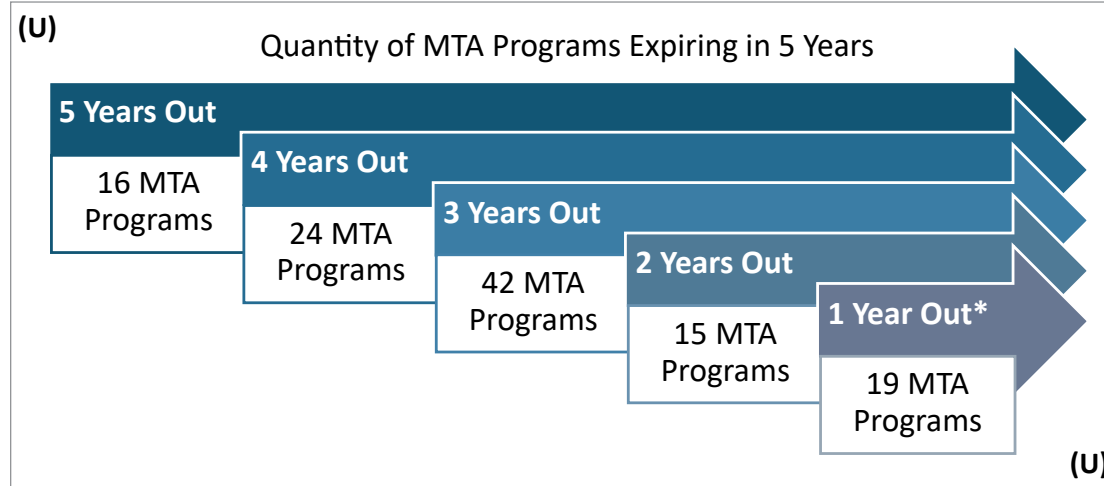 (U)
Quantity of MTA Programs Expiring in 5 Years
5 Years Out
16 MTA
Programs
4 Years Out
24 MTA
Programs
3 Years Out
42 MTA
Programs
2 Years Out
15 MTA
Programs
1 Year Out*
19 MTA
Programs
(U)